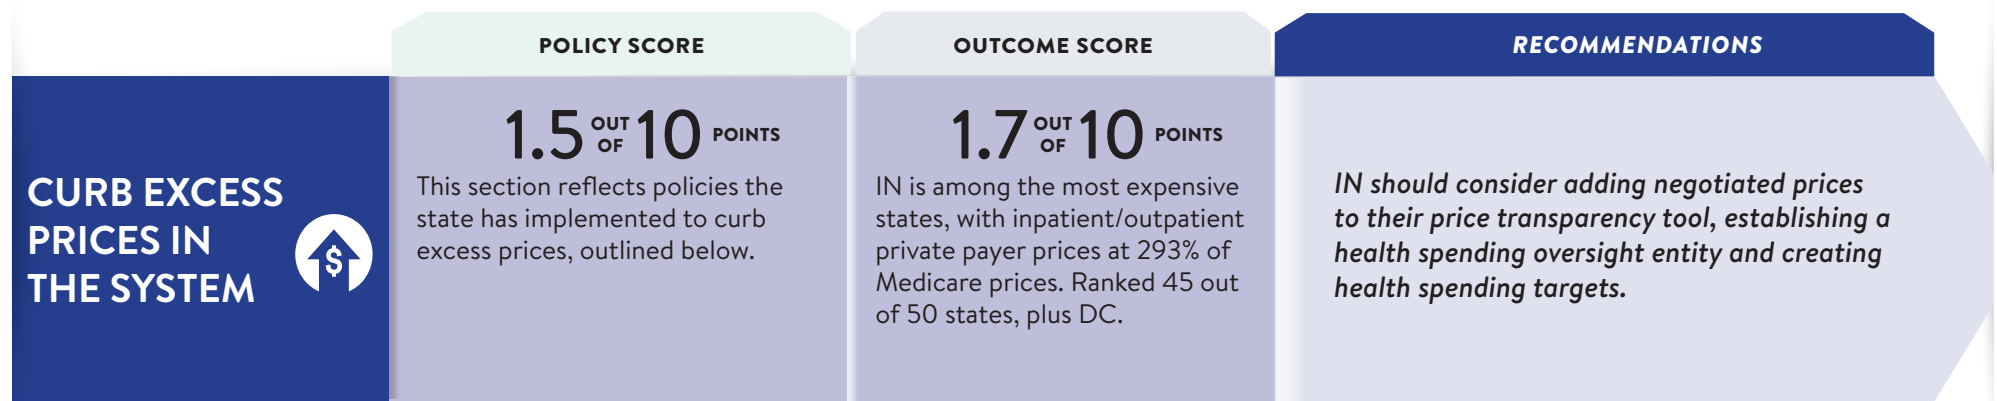 POLICY SCORE
OUTCOME SCORE
RECOMMENDATIONS
CURB EXCESS
PRICES IN
THE SYSTEM
$
1.5 OUT OF 10 POINTS
This section reflects policies the
state has implemented to curb
excess prices, outlined below.
1.7 OUT OF 10 POINTS
IN is among the most expensive
states, with inpatient/outpatient
private payer prices at 293% of
Medicare prices. Ranked 45 out
of 50 states, plus DC.
IN should consider adding negotiated prices
to their price transparency tool, establishing a
health spending oversight entity and creating
health spending targets.